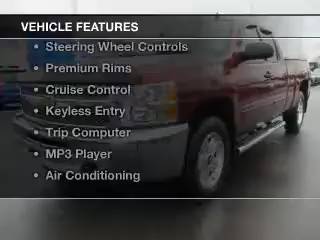 VEHICLE FEATURES
• Steering Wheel Controls
• Premium Rims
• Cruise Control
• Keyless Entry
• Trip Computer
• MP3 Player
• Air Conditioning